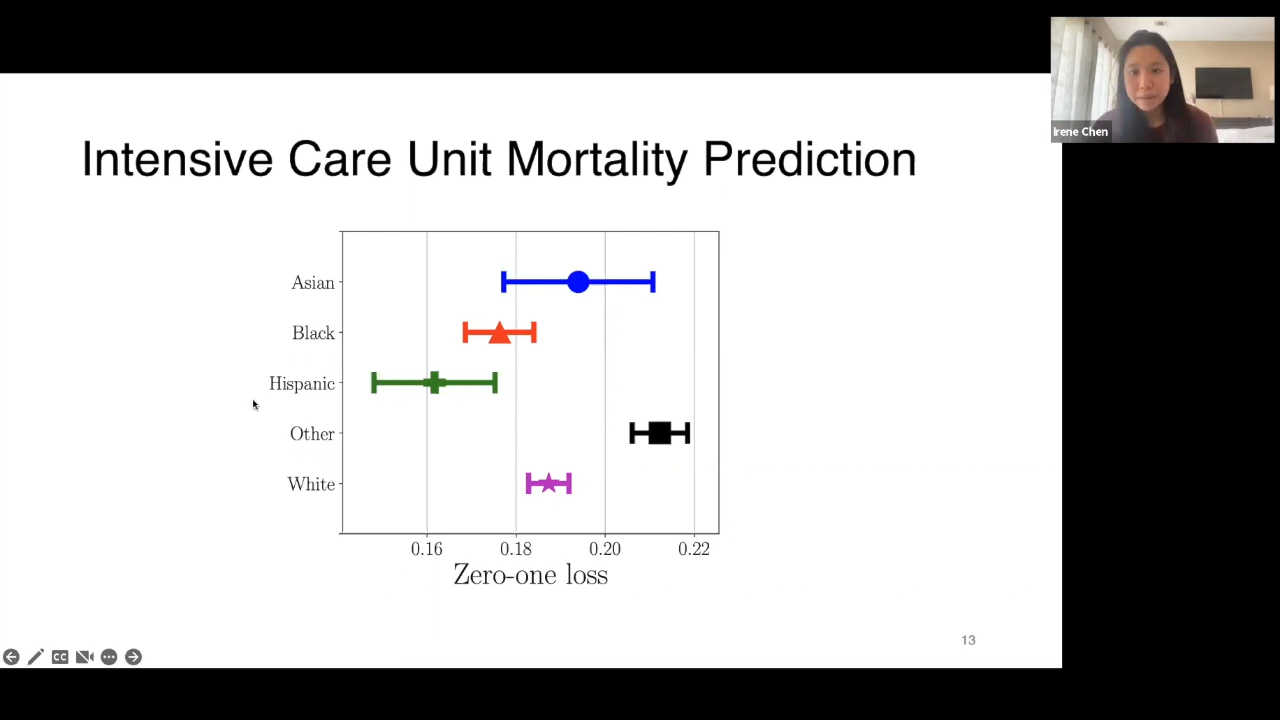 Irene Chen
Intensive Care Unit Mortality Prediction
Asian
Black
Hispanic
Other
White
0.16 0.18 0.20 0.22
Zero-one loss
13
CC